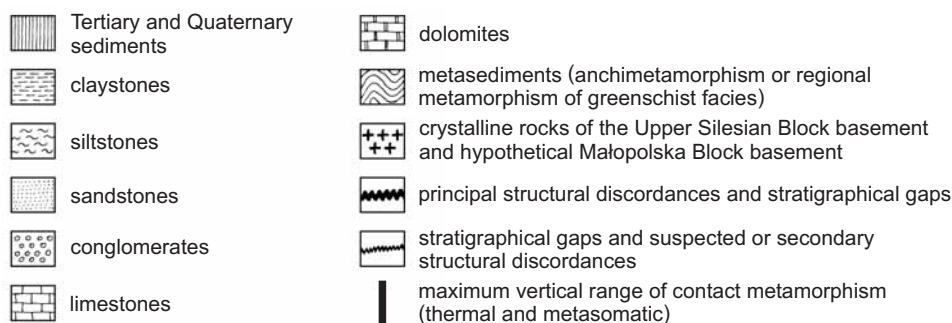 Tertiary and Quaternary
sediments
claystones
siltstones
sandstones
conglomerates
limestones
dolomites
metasediments (anchimetamorphism or regional
metamorphism of greenschist facies)
crystalline rocks of the Upper Silesian Block basement
and hypothetical Małopolska Block basement
principal structural discordances and stratigraphical gaps
stratigraphical gaps and suspected or secondary
structural discordances
maximum vertical range of contact metamorphism
(thermal and metasomatic)